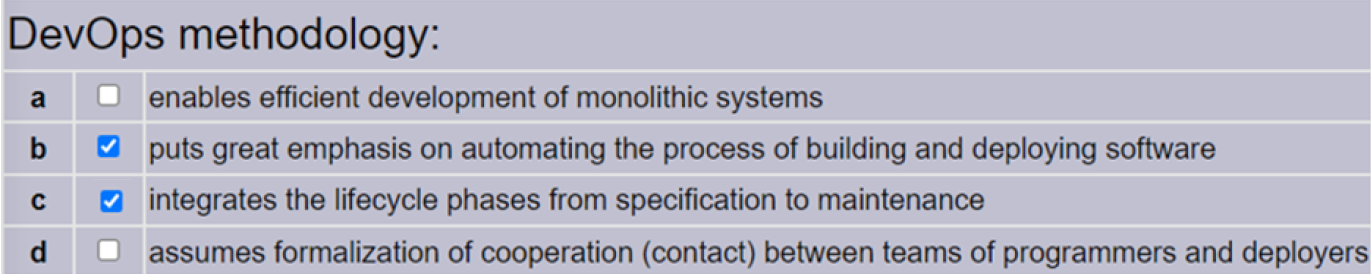 DevOps methodology:
a enables efficient development of monolithic systems
b puts great emphasis on automating the process of building and deploying software
c integrates the lifecycle phases from specification to maintenance
d assumes formalization of cooperation (contact) between teams of programmers and deployers